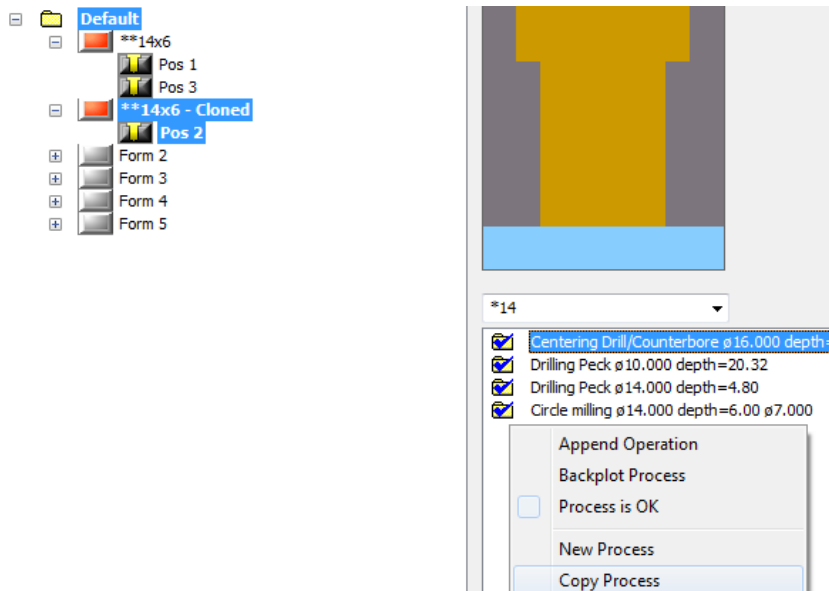 Default
**14x6
Pos 1
Pos 3
**14x6 - Cloned
Pos 2
Form 2
Form 3
Form 4
Form 5
*14
Centering Drill/Counterbore ø16.000 depth=
Drilling Peck ø10.000 depth=20.32
Drilling Peck ø14.000 depth=4.80
Circle milling ø14.000 depth=6.00 ø7.000
Append Operation
Backplot Process
Process is OK
New Process
Copy Process